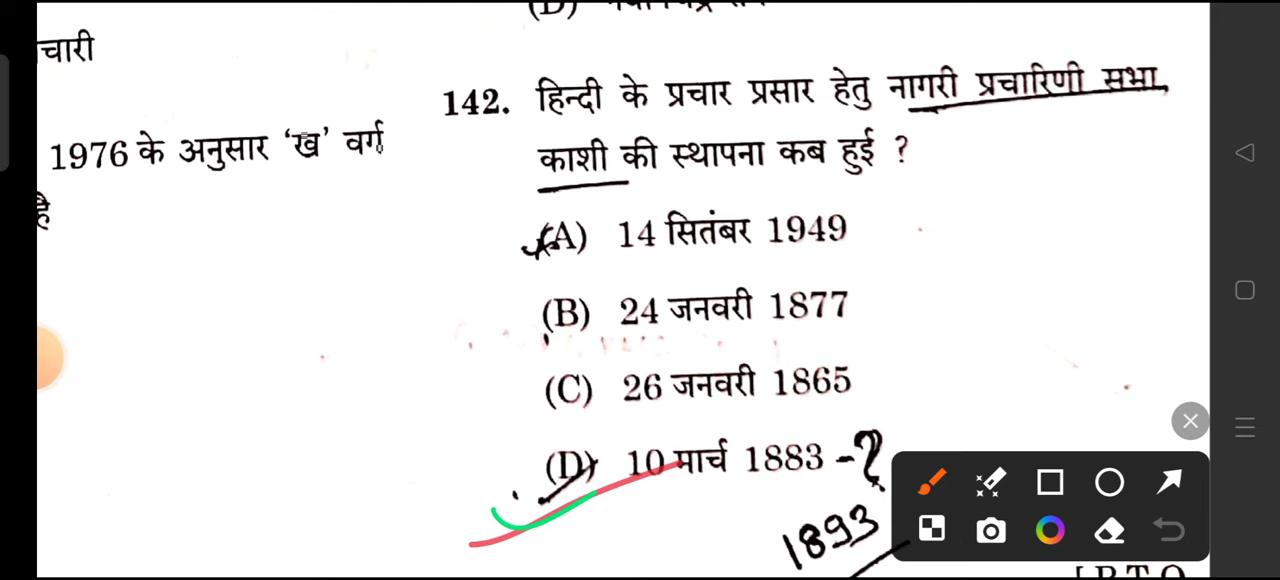 चारी
1976 के अनुसार ‘ख’ वर्ग
है
142. हिन्दी के प्रचार प्रसार हेतु नागरी प्रचारिणी सभा,
काशी की स्थापना कब हुई ?
(A) 14 सितंबर 1949
(B) 24 जनवरी 1877
(C) 26 जनवरी 1865
(D) 10 मार्च 1883 -?
1893